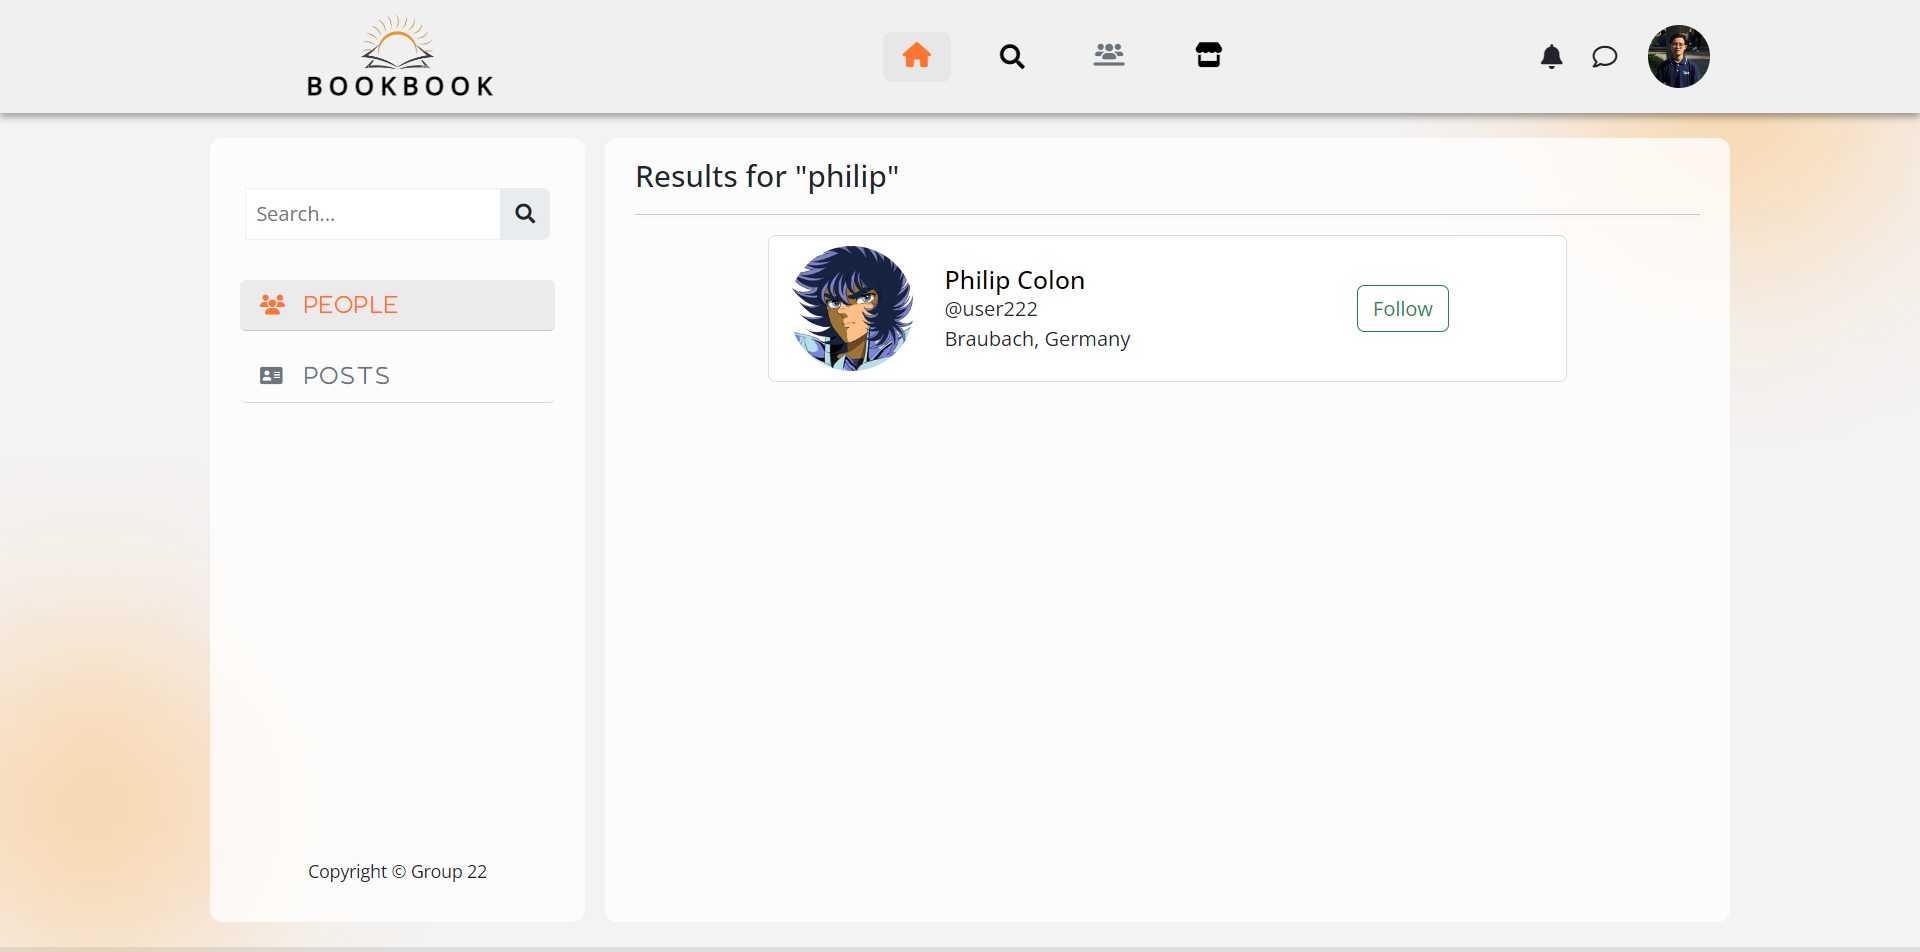 BOOKBOOK
Search...
PEOPLE
POSTS
Copyright © Group 22
Results for "philip"
Philip Colon
@user222
Braubach, Germany
Follow